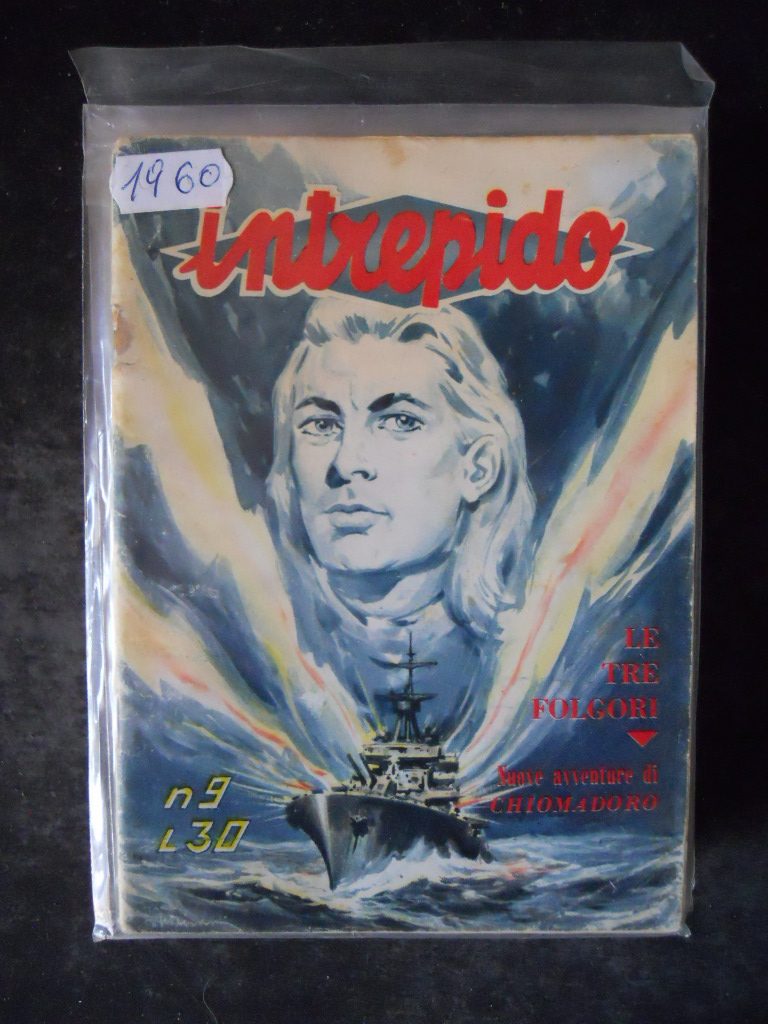 1960
intrepido
LE
TRE
FOLGORI
Nuove avventure di
CHIOMADORO
n9
L30